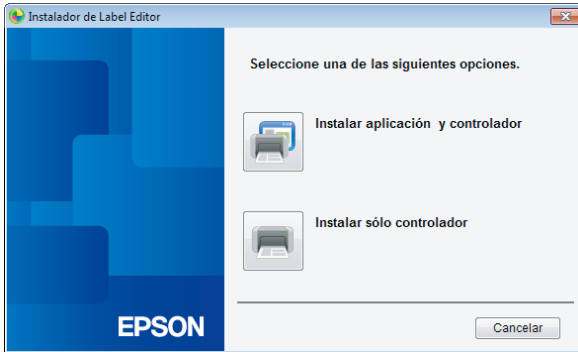 Instalador de Label Editor
Seleccione una de las siguientes opciones.
Instalar aplicación y controlador
Instalar sólo controlador
EPSON
Cancelar